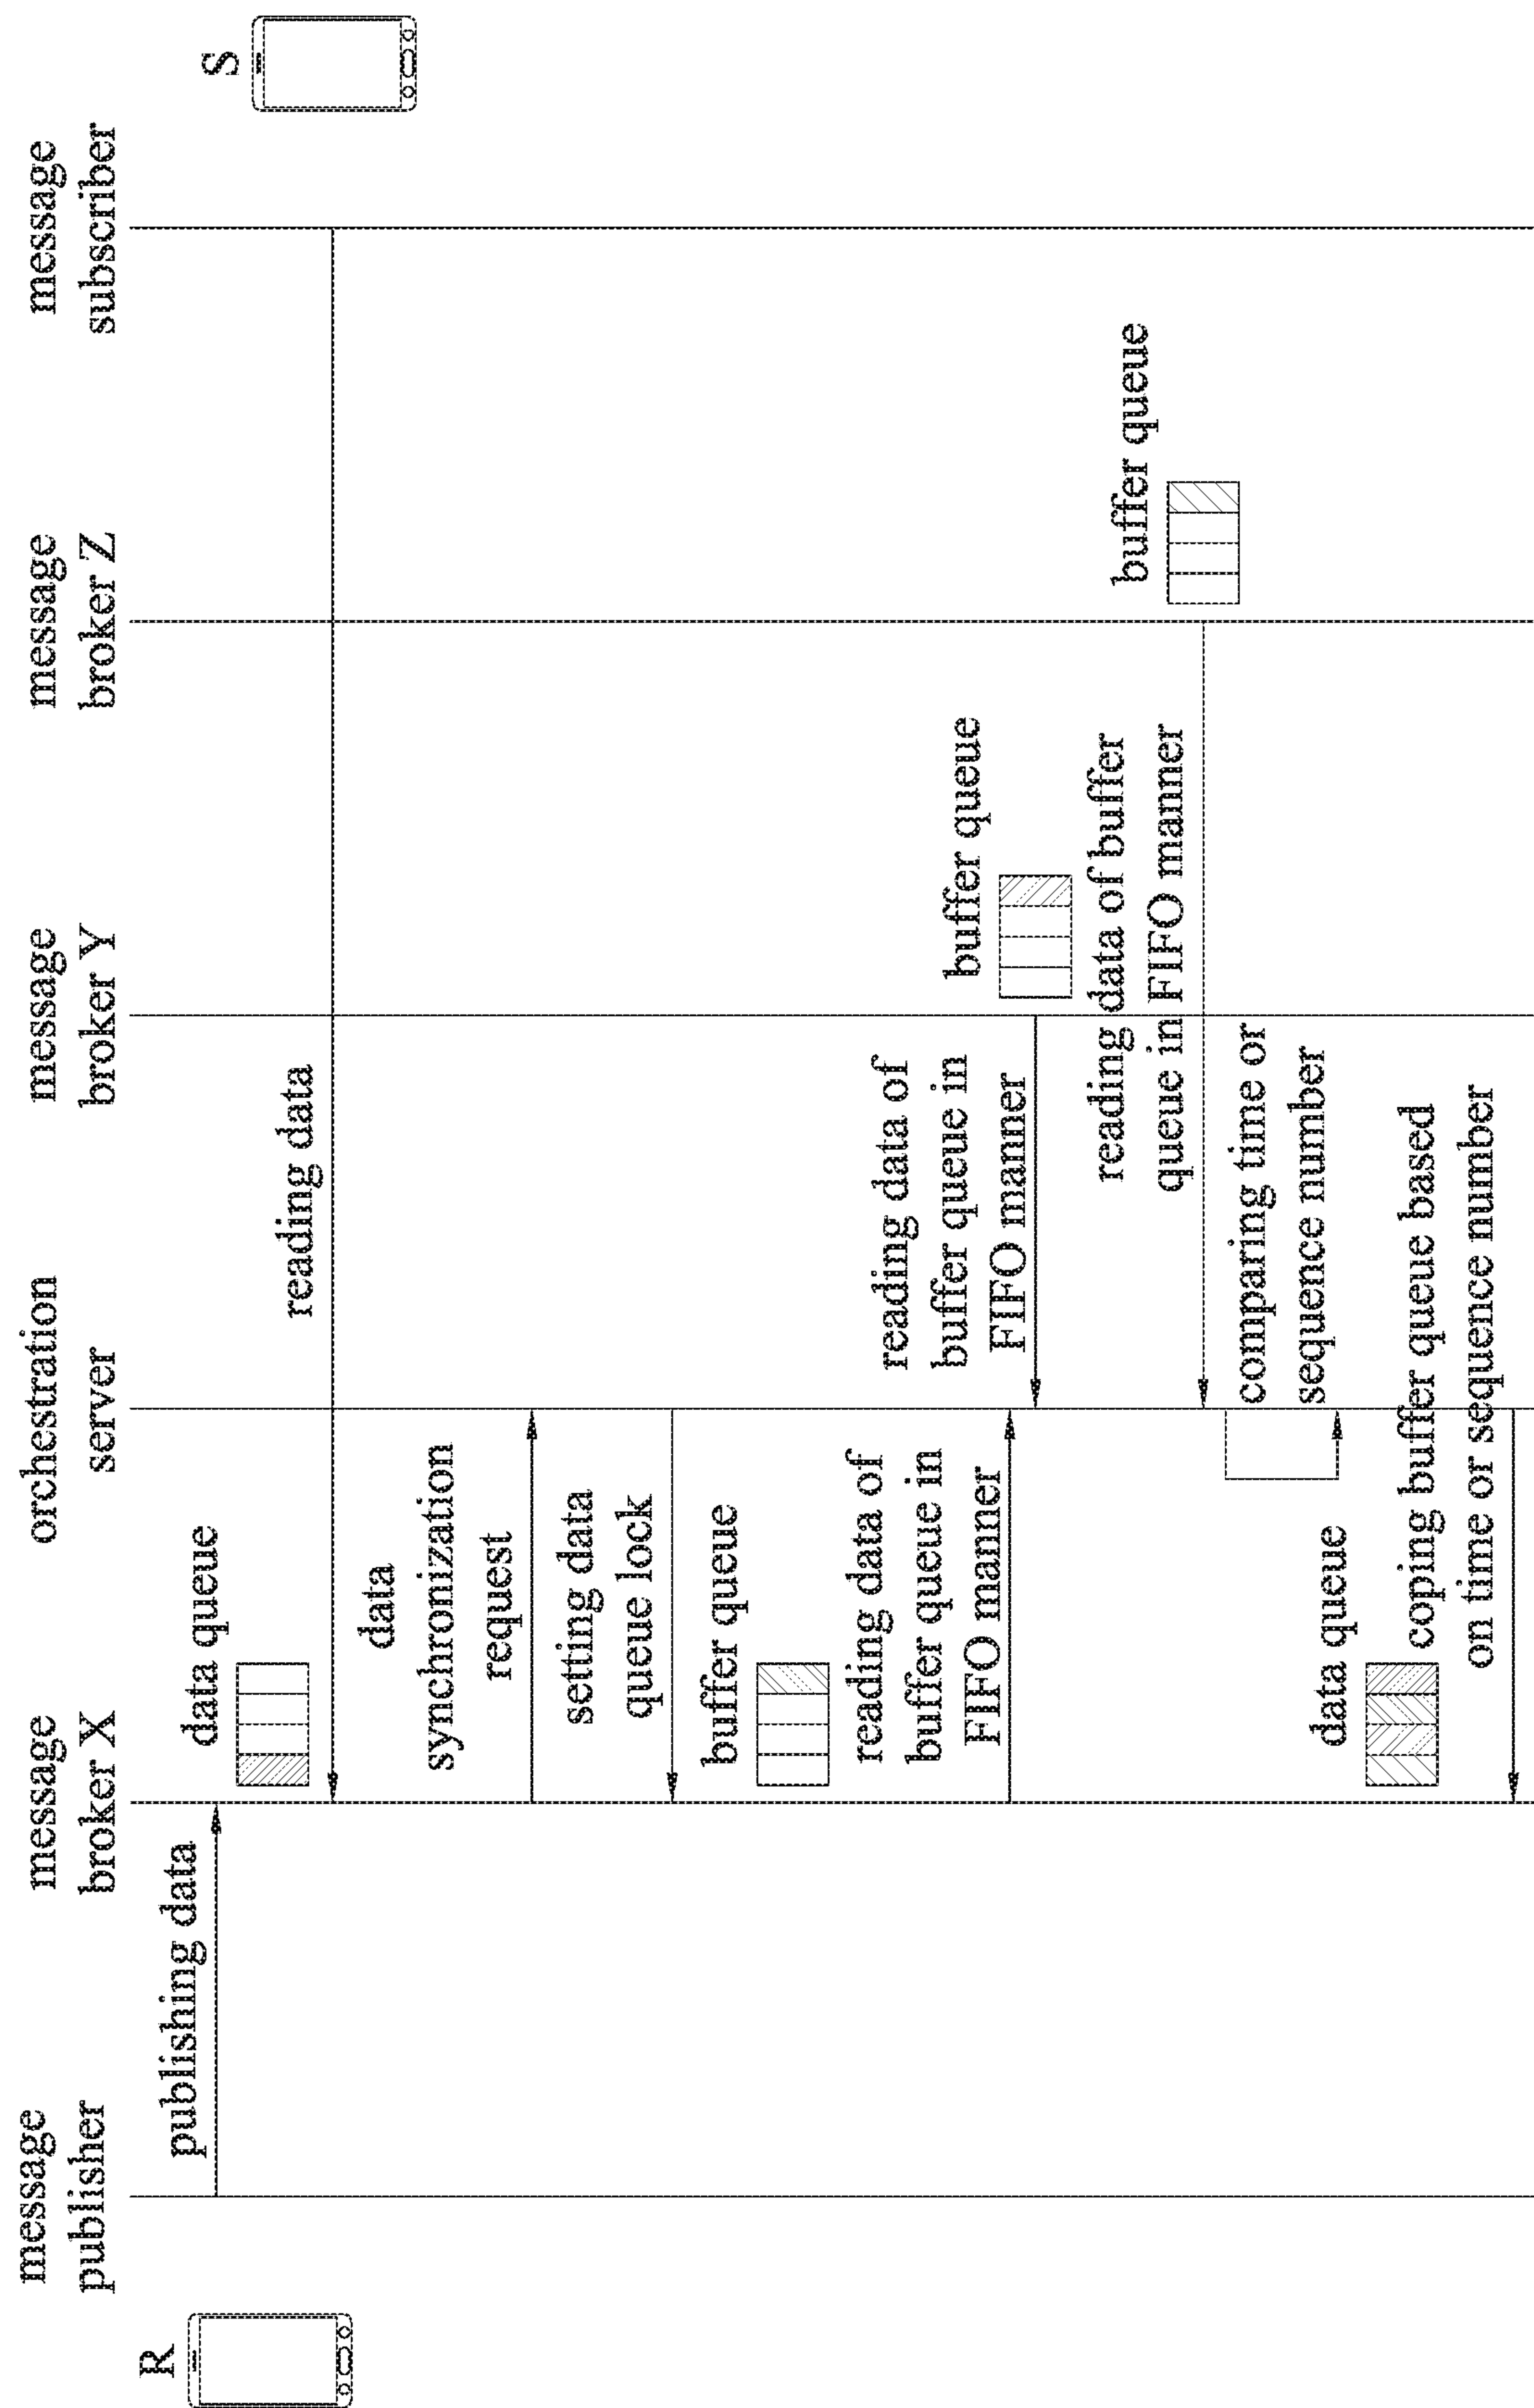 R
message
publisher
message
broker X
orchestration
server
message
broker Y
message
broker Z
message
subscriber
S
publishing data
data queue
reading data
data
synchronization
request
setting data
queue lock
buffer queue
reading data of
buffer queue in
FIFO manner
reading data of
buffer queue in
FIFO manner
buffer queue
reading data of buffer
queue in FIFO manner
buffer queue
comparing time or
sequence number
data queue
coping buffer queue based
on time or sequence number